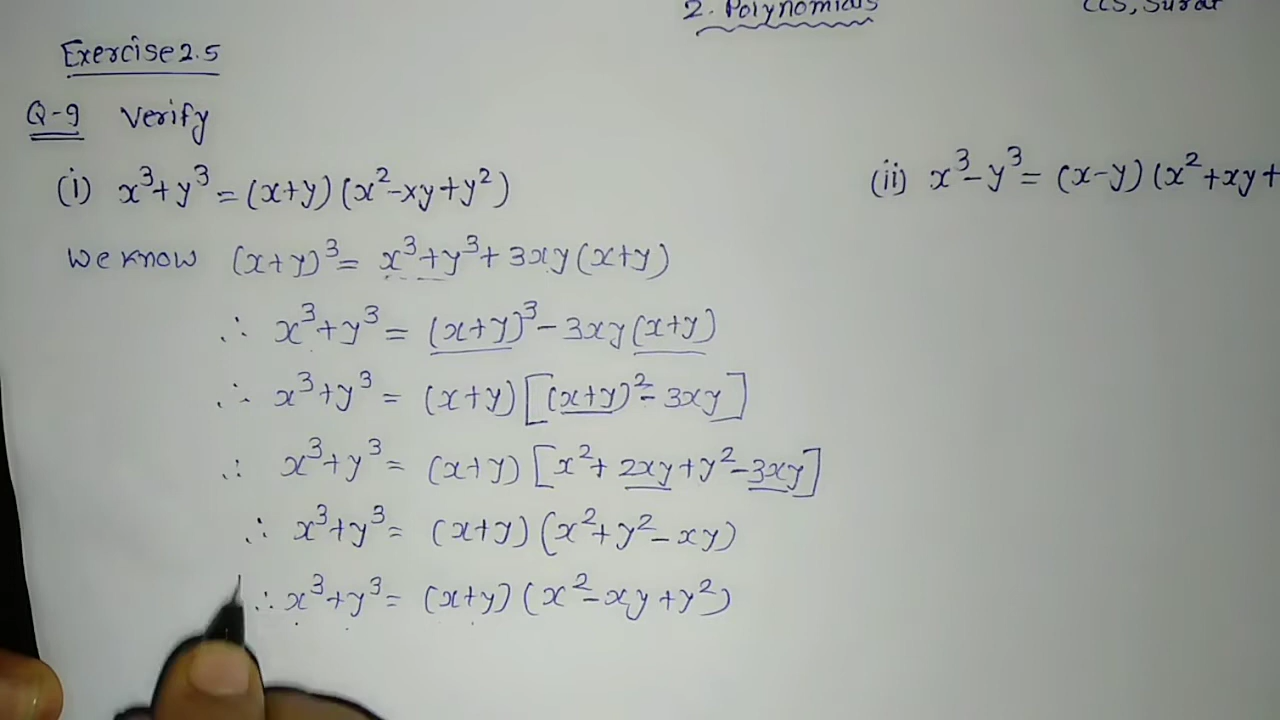 2. Polynomials
CCS, Surat
Exercise 2.5
Q-9 Verify
(i) x³+y³=(x+y)(x²-xy+y²)
(ii) x³-y³=(x-y)(x²+xy+
We know (x+y)³= x³+y³+3xy(x+y)
∴ x³+y³= (x+y)³-3xy(x+y)
∴ x³+y³= (x+y)[(x+y)²-3xy]
∴ x³+y³= (x+y)[x²+2xy+y²-3xy]
∴ x³+y³= (x+y)(x²+y²-xy)
∴ x³+y³= (x+y)(x²-xy+y²)